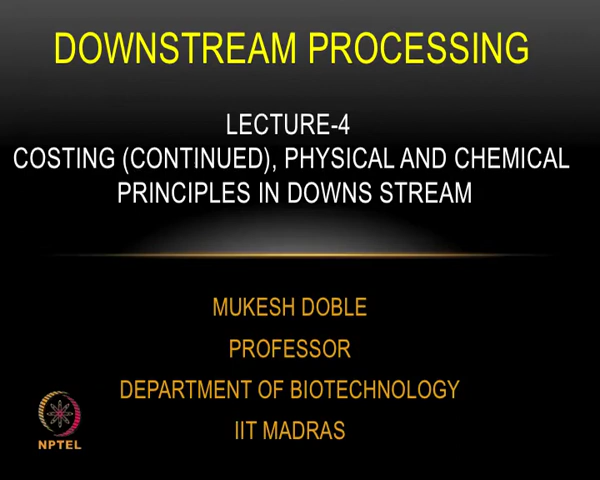 DOWNSTREAM PROCESSING
LECTURE-4
COSTING (CONTINUED), PHYSICAL AND CHEMICAL
PRINCIPLES IN DOWNS STREAM
MUKESH DOBLE
PROFESSOR
DEPARTMENT OF BIOTECHNOLOGY
IIT MADRAS
NPTEL